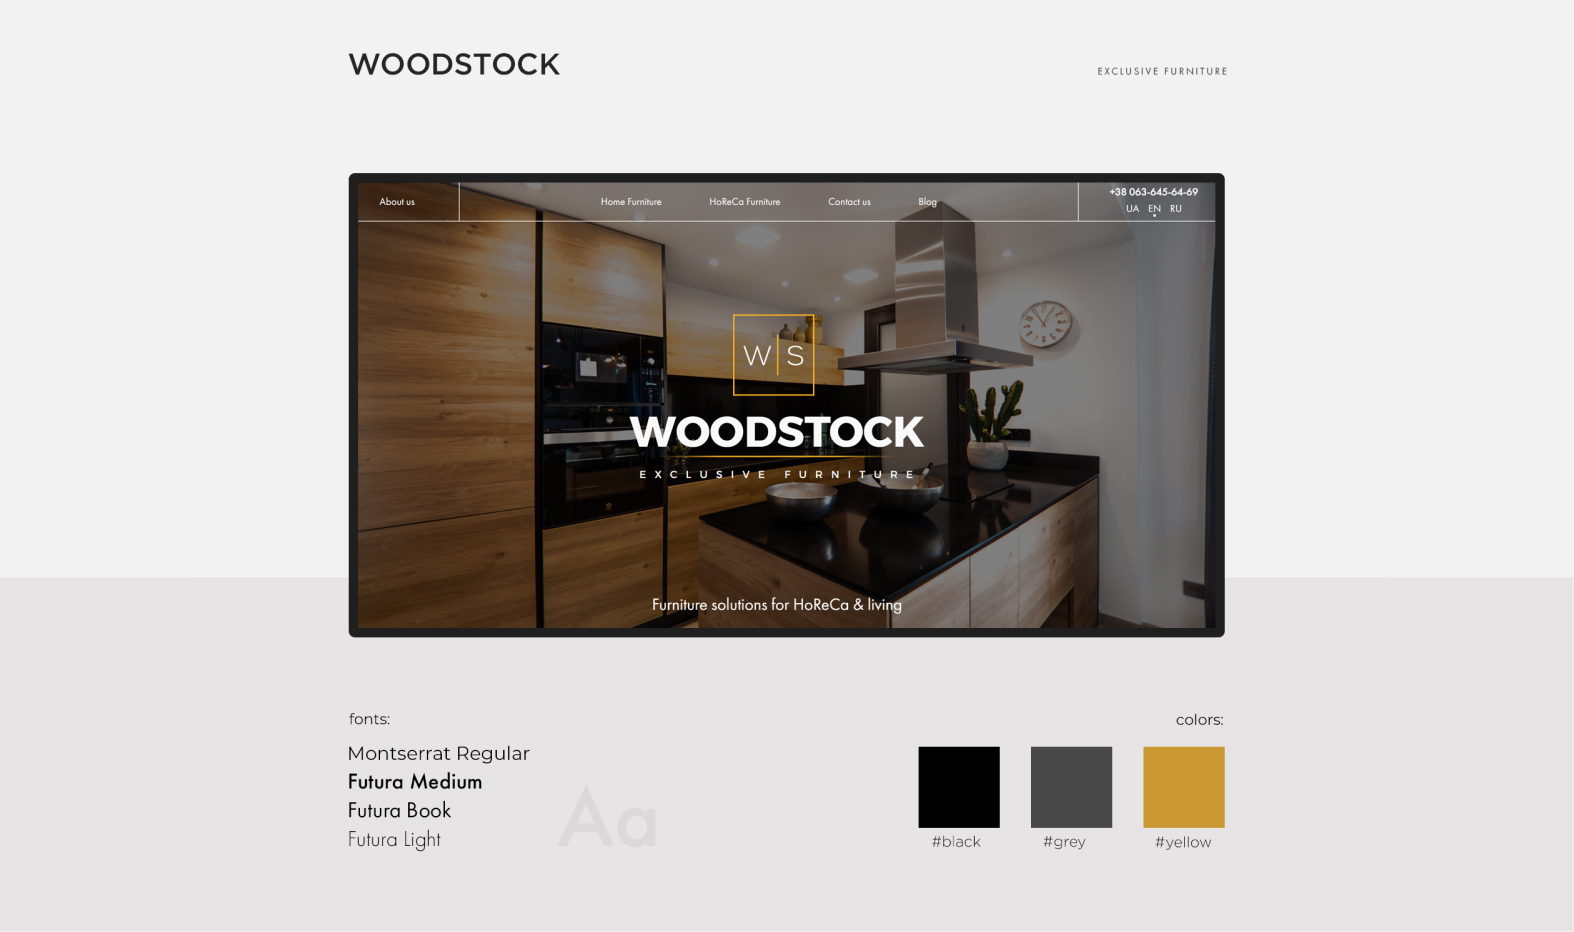 WOODSTOCK
EXCLUSIVE FURNITURE
About us
Home Furniture
HoReCa Furniture
Contact us
Blog
+38 063-645-64-69
UA EN RU
W S
WOODSTOCK
EXCLUSIVE FURNITURE
Furniture solutions for HoReCa & living
fonts:
Montserrat Regular
Futura Medium
Futura Book
Futura Light
Aa
colors:
#black
#grey
#yellow